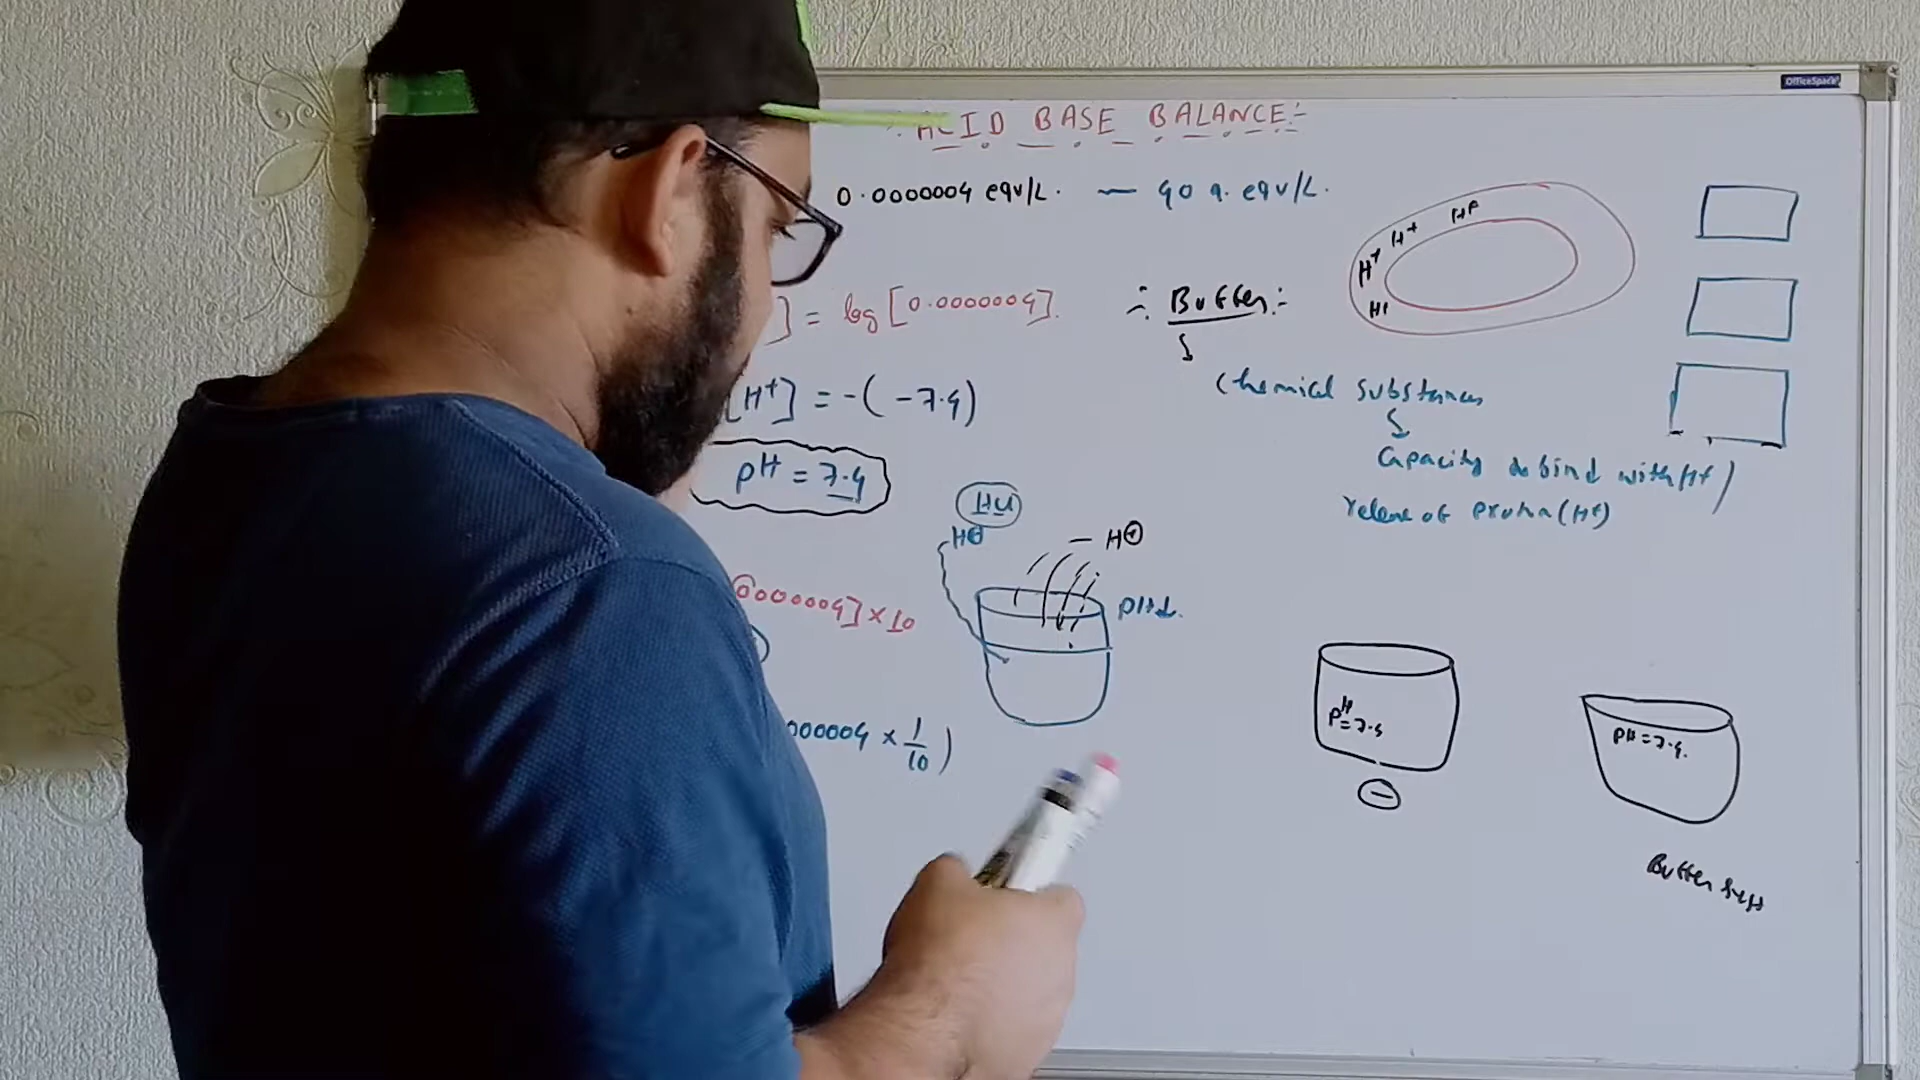 OfficeSpace
ACID BASE BALANCE:-
0.0000004 eqv/L. — 40 n. eqv/L.
] = log [0.0000004].
[H+] = -(-7.4)
pH = 7.4
0000004] × 10
000004 × 1/10 )
∴ Buffer:-
Chemical substances
Capacity to bind with H+/
release of proton (H+)
H+
H+
H+
H+
HCl
H⊕
— H⊕
pH↓.
pH = 7.4
−
pH = 7.4.
Buffer